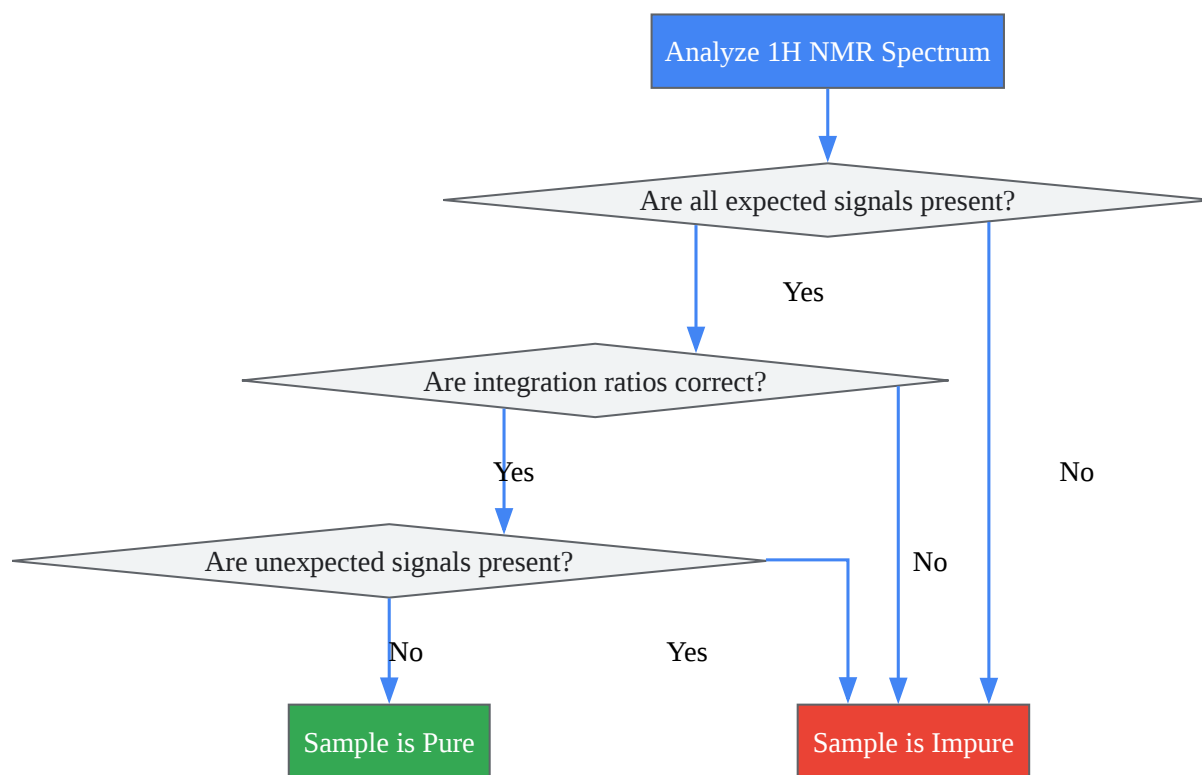 Analyze 1H NMR Spectrum
Are all expected signals present?
Yes
Are integration ratios correct?
Yes
No
Are unexpected signals present?
No
No
Yes
Sample is Pure
Sample is Impure